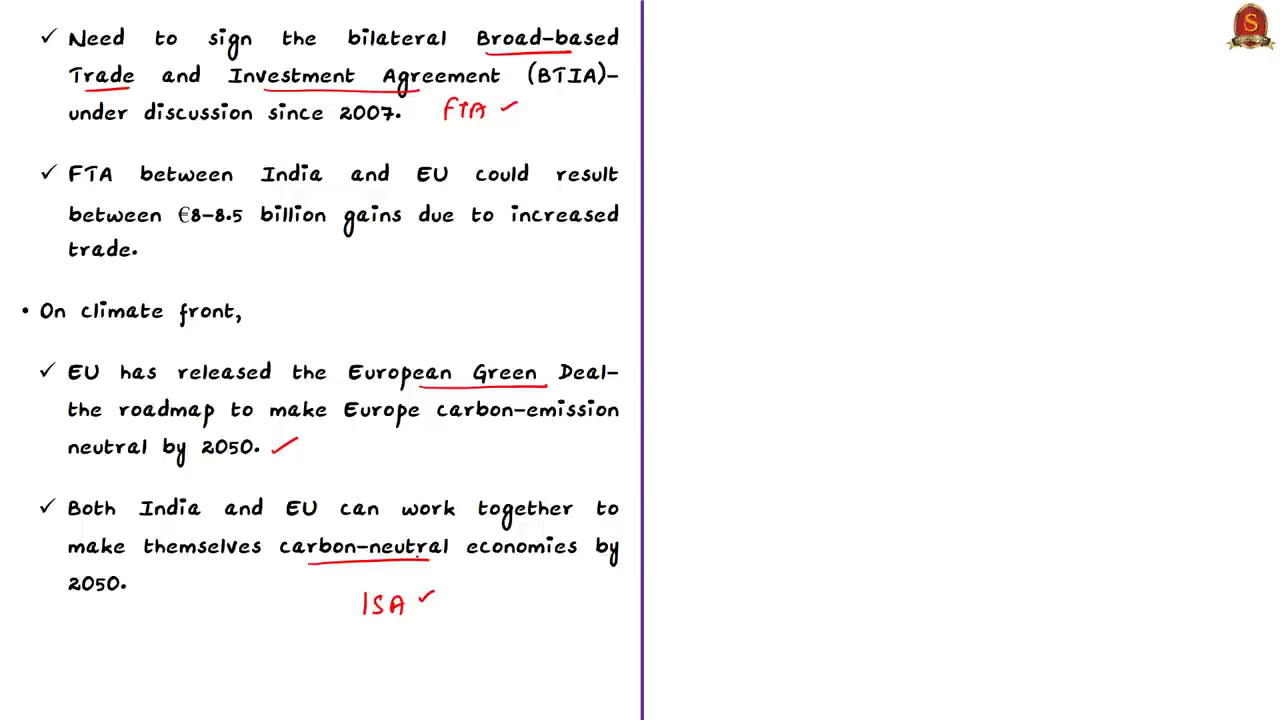 ✓ Need to sign the bilateral Broad-based
Trade and Investment Agreement (BTIA)-
under discussion since 2007. FTA ✓
✓ FTA between India and EU could result
between €8-8.5 billion gains due to increased
trade.
• On climate front,
✓ EU has released the European Green Deal-
the roadmap to make Europe carbon-emission
neutral by 2050. ✓
✓ Both India and EU can work together to
make themselves carbon-neutral economies by
2050.
ISA ✓
S